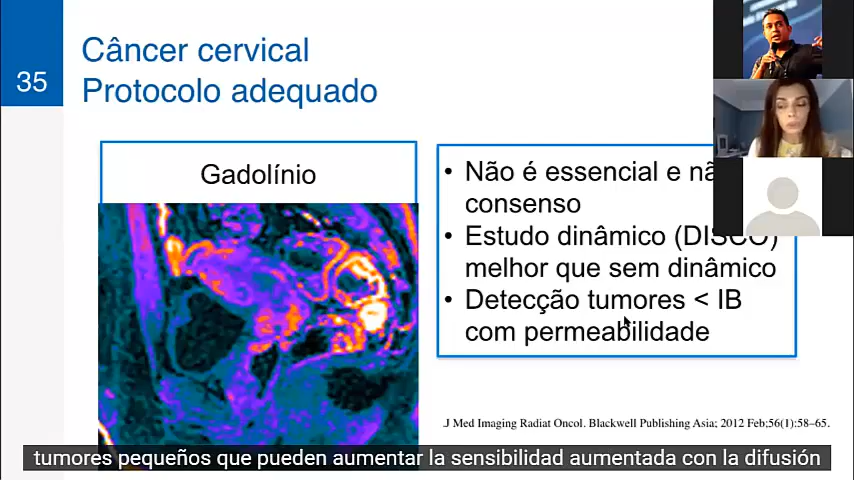 35
Câncer cervical
Protocolo adequado
Gadolínio
• Não é essencial e
consenso
• Estudo dinâmico (DISCO)
melhor que sem dinâmico
• Detecção tumores < IB
com permeabilidade
J Med Imaging Radiat Oncol. Blackwell Publishing Asia; 2012 Feb;56(1):58–65.
tumores pequeños que pueden aumentar la sensibilidad aumentada con la difusión